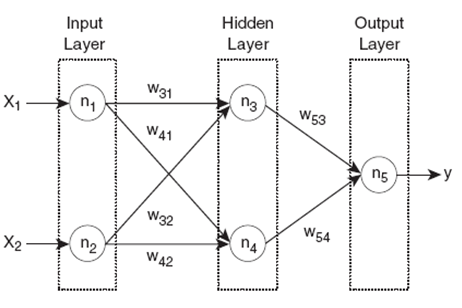 Input Layer
Hidden Layer
Output Layer
X₁
n₁
w₃₁
n₃
w₄₁
w₅₃
n₅
y
X₂
n₂
w₃₂
w₄₂
n₄
w₅₄